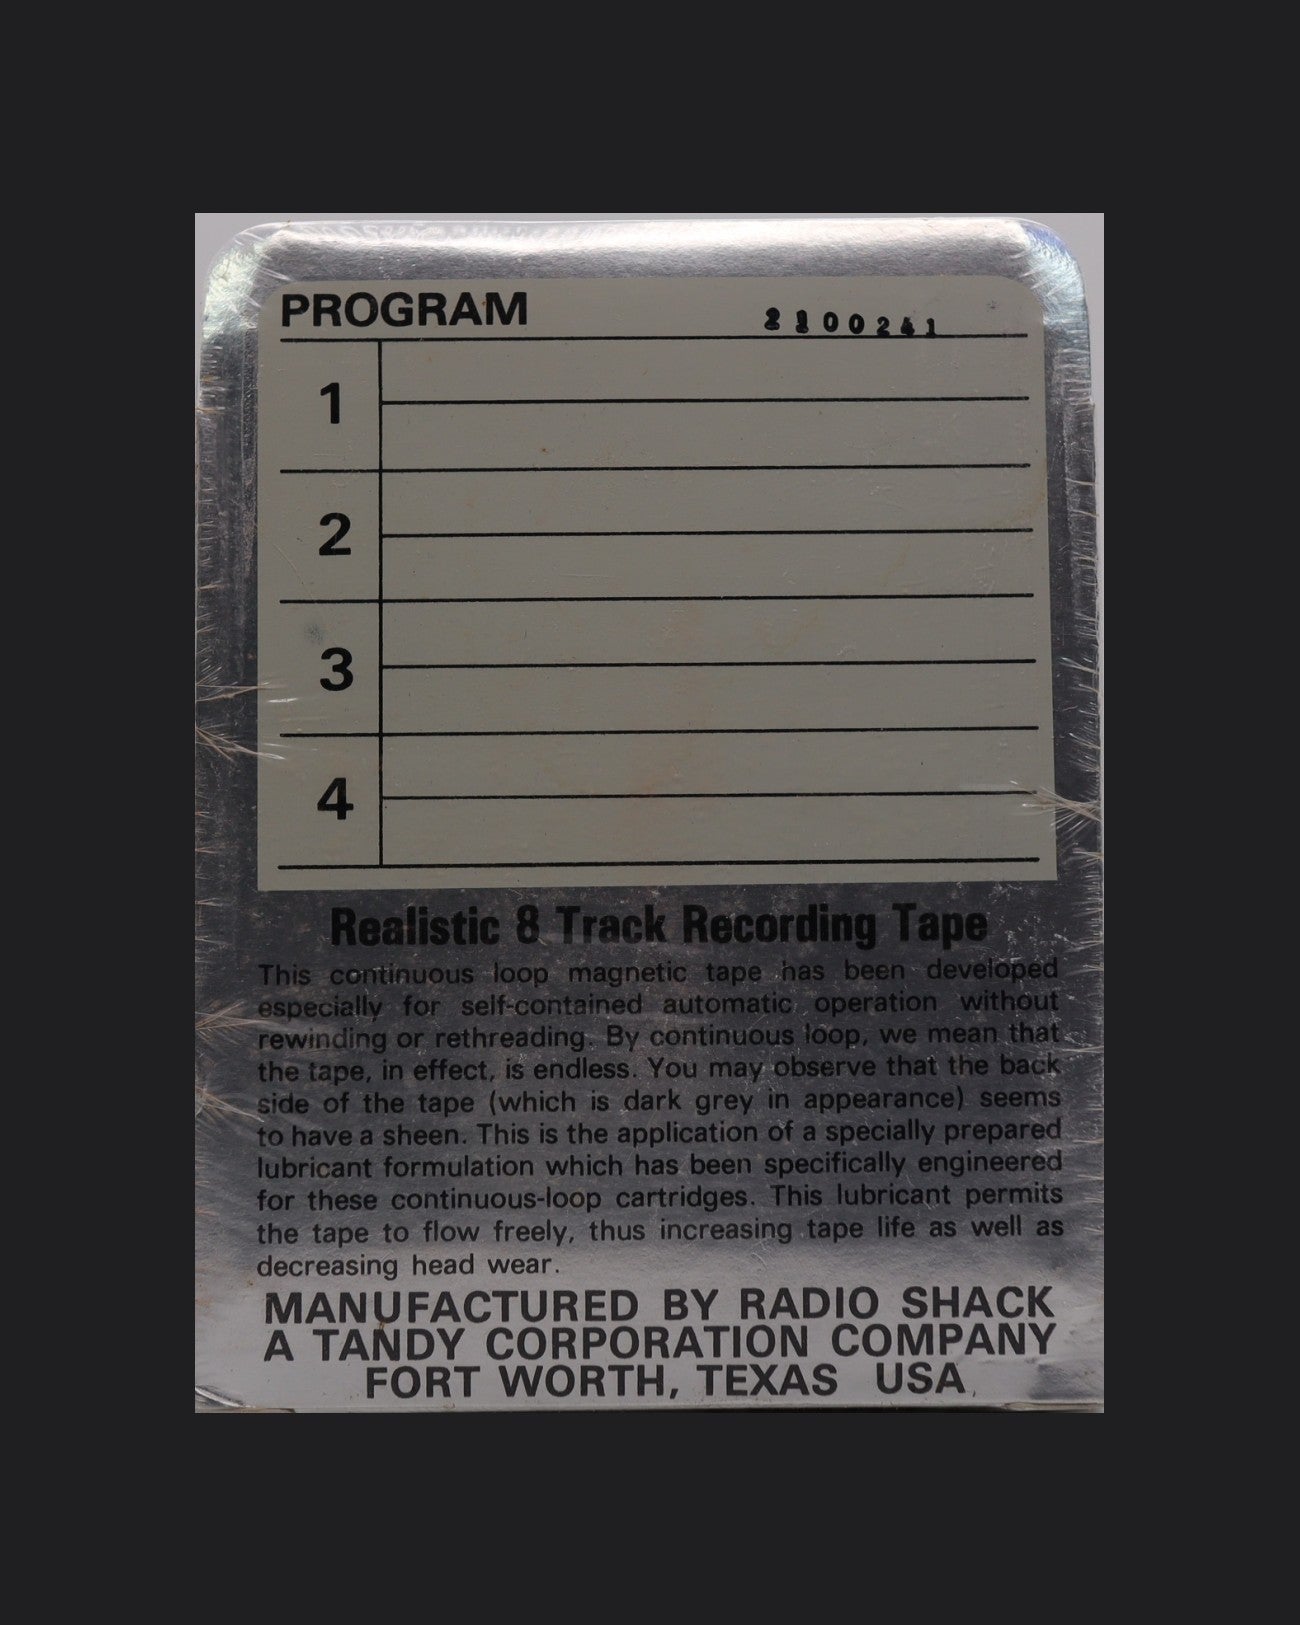 PROGRAM
1
2
3
4
Realistic 8 Track Recording Tape
This continuous loop magnetic tape has been developed
especially for self-contained automatic operation without
rewinding or rethreading. By continuous loop, we mean that
the tape, in effect, is endless. You may observe that the back
side of the tape (which is dark grey in appearance) seems
to have a sheen. This is the application of a specially prepared
lubricant formulation which has been specifically engineered
for these continuous-loop cartridges. This lubricant permits
the tape to flow freely, thus increasing tape life as well as
decreasing head wear.
MANUFACTURED BY RADIO SHACK
A TANDY CORPORATION COMPANY
FORT WORTH, TEXAS USA